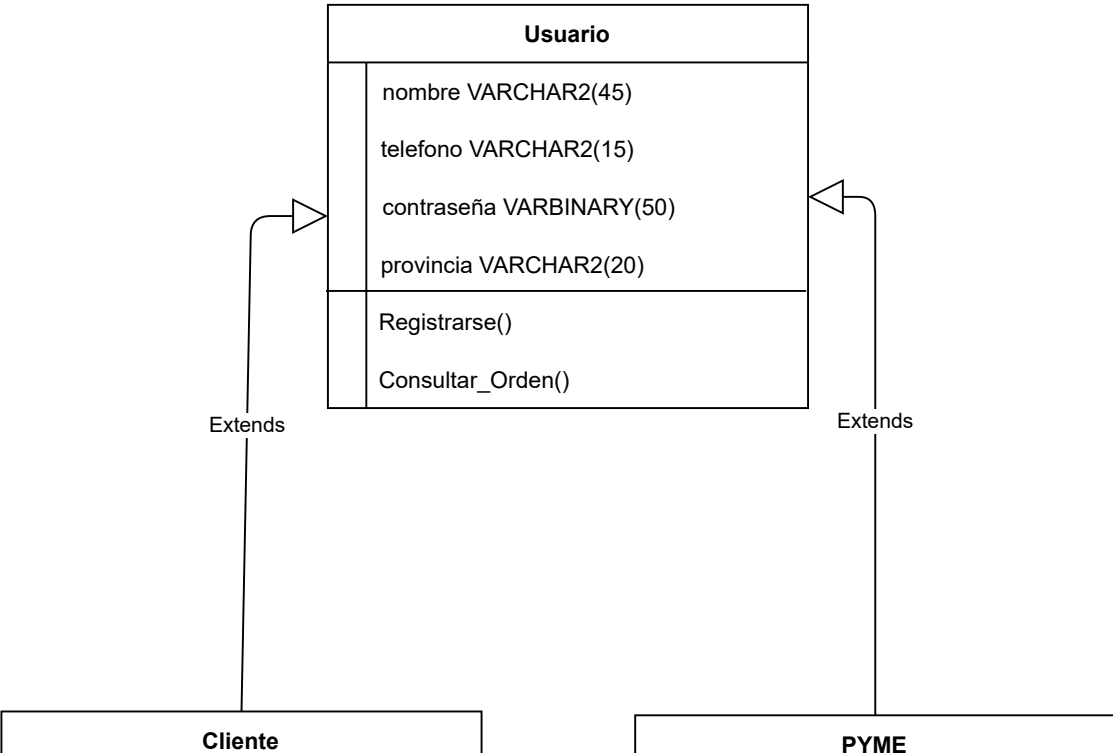 Usuario
nombre VARCHAR2(45)
telefono VARCHAR2(15)
contraseña VARBINARY(50)
provincia VARCHAR2(20)
Registrarse()
Consultar_Orden()
Extends
Extends
Cliente
PYME